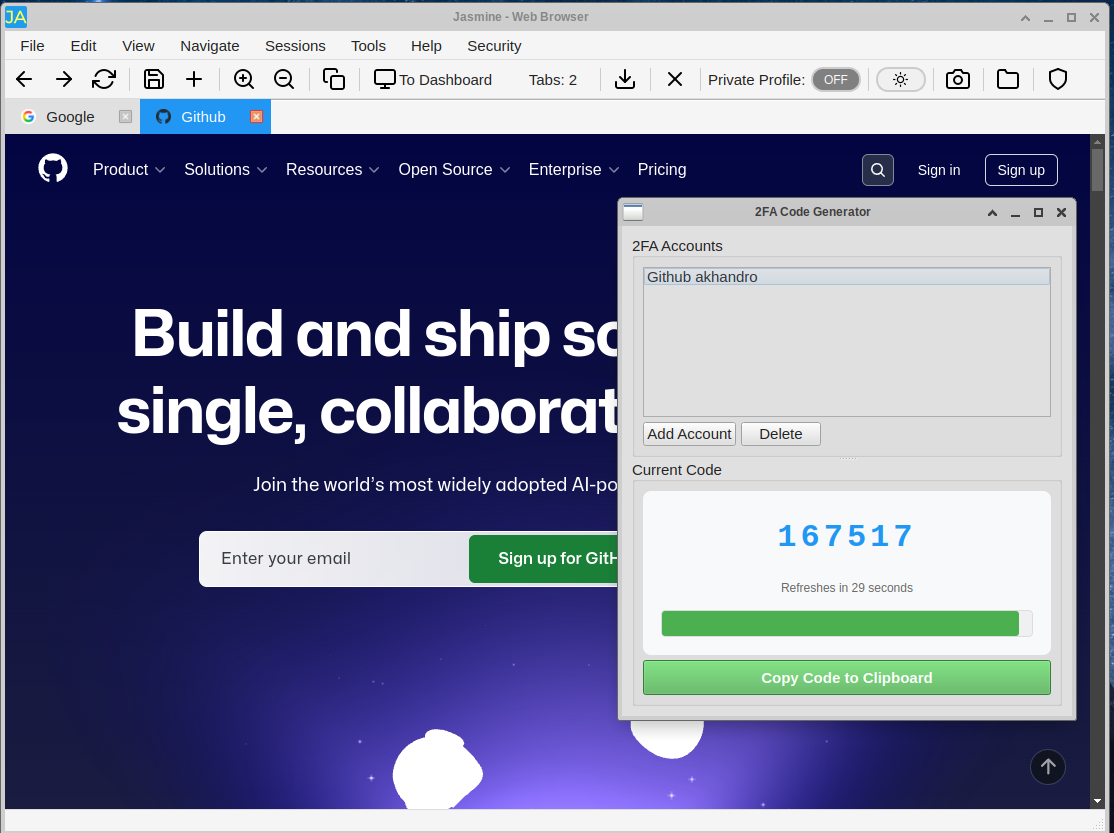 JA
Jasmine - Web Browser
File Edit View Navigate Sessions Tools Help Security
To Dashboard Tabs: 2 Private Profile: OFF
Google Github
Product Solutions Resources Open Source Enterprise Pricing Sign in Sign up
Build and ship so
single, collaborat
Join the world's most widely adopted AI-po
Enter your email Sign up for GitH
2FA Code Generator
2FA Accounts
Github akhandro
Add Account Delete
Current Code
167517
Refreshes in 29 seconds
Copy Code to Clipboard